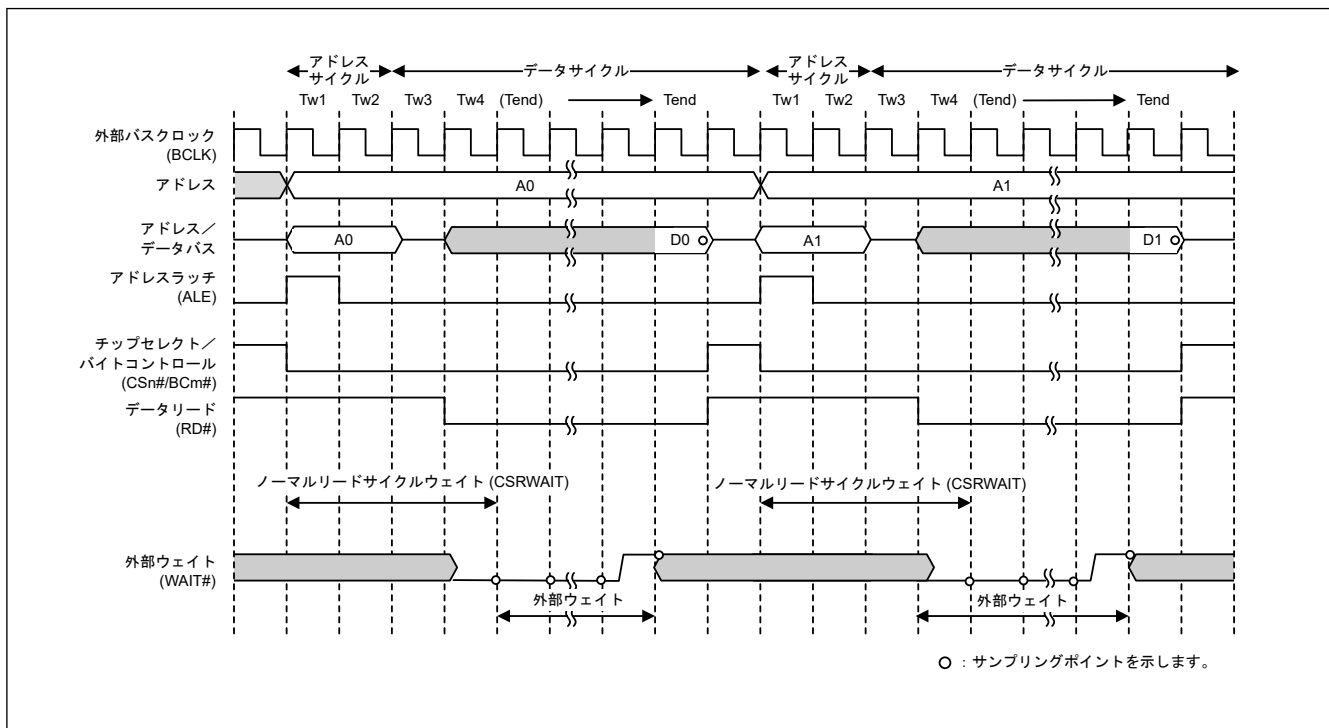 アドレス
サイクル
データサイクル
アドレス
サイクル
データサイクル
Tw1 Tw2 Tw3 Tw4 (Tend) Tend Tw1 Tw2 Tw3 Tw4 (Tend) Tend
外部バスクロック
(BCLK)
アドレス
A0 A1
アドレス／
データバス
A0 D0 A1 D1
アドレスラッチ
(ALE)
チップセレクト／
バイトコントロール
(CSn#/BCm#)
データリード
(RD#)
ノーマルリードサイクルウェイト (CSRWAIT) ノーマルリードサイクルウェイト (CSRWAIT)
外部ウェイト
(WAIT#)
外部ウェイト 外部ウェイト
：サンプリングポイントを示します。